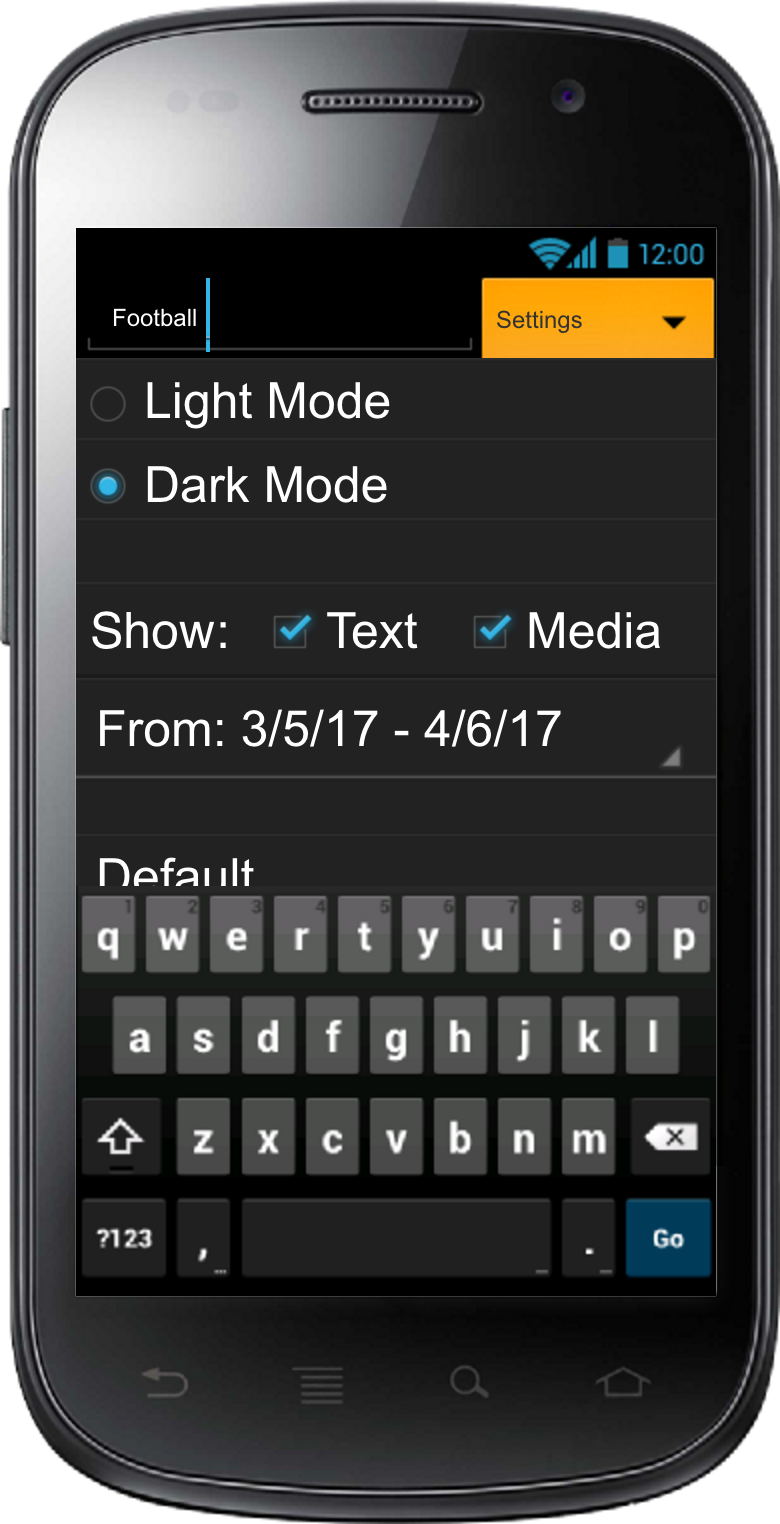 12:00
Football Settings
Light Mode
Dark Mode
Show: Text Media
From: 3/5/17 - 4/6/17
Default
1 2 3 4 5 6 7 8 9 0
q w e r t y u i o p
a s d f g h j k l
z x c v b n m
?123 , ... _ . ... Go